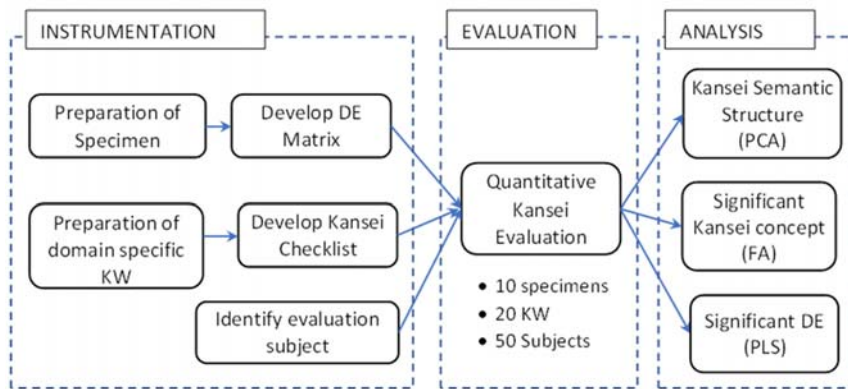 INSTRUMENTATION
Preparation of
Specimen
Develop DE
Matrix
Preparation of
domain specific
KW
Develop Kansei
Checklist
Identify evaluation
subject
EVALUATION
Quantitative
Kansei
Evaluation
• 10 specimens
• 20 KW
• 50 Subjects
ANALYSIS
Kansei Semantic
Structure
(PCA)
Significant
Kansei concept
(FA)
Significant DE
(PLS)